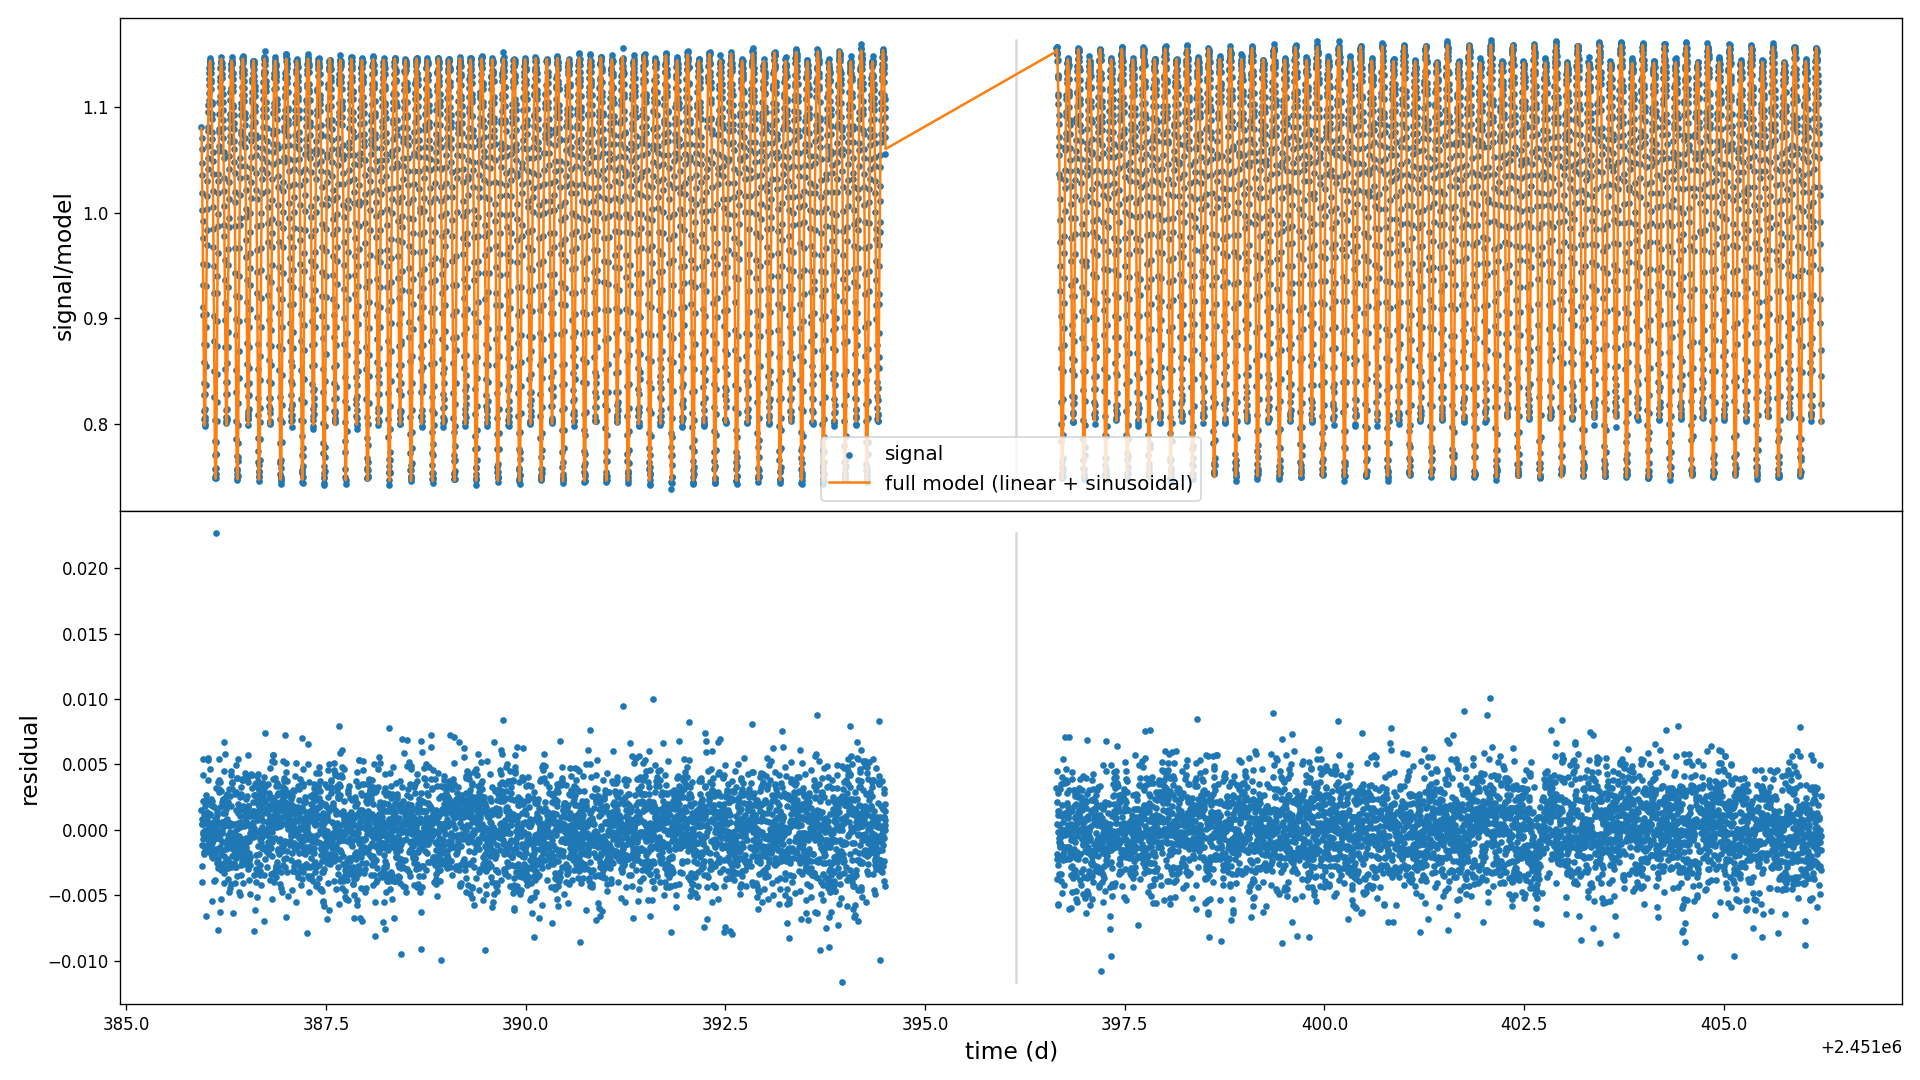 1.1
1.0
0.9
0.8
signal/model
signal
full model (linear + sinusoidal)
0.020
0.015
0.010
0.005
0.000
−0.005
−0.010
residual
385.0 387.5 390.0 392.5 395.0 397.5 400.0 402.5 405.0
time (d)
+2.451e6